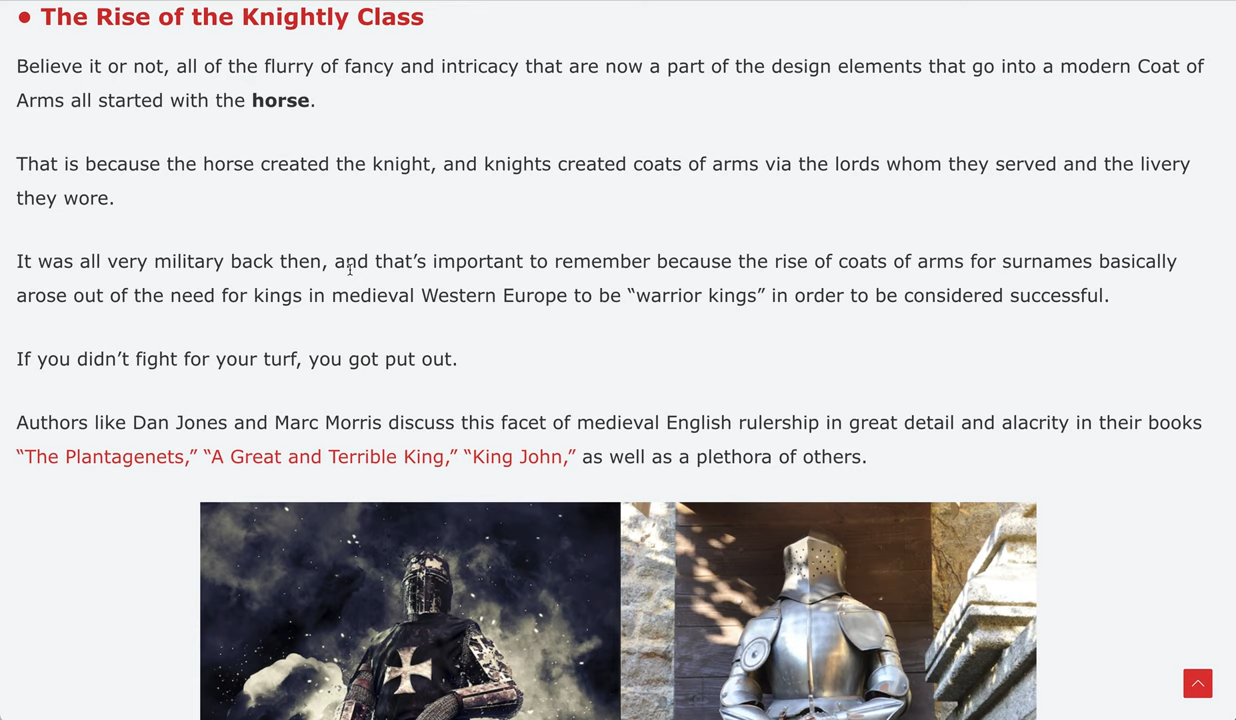 • The Rise of the Knightly Class
Believe it or not, all of the flurry of fancy and intricacy that are now a part of the design elements that go into a modern Coat of
Arms all started with the horse.
That is because the horse created the knight, and knights created coats of arms via the lords whom they served and the livery
they wore.
It was all very military back then, and that’s important to remember because the rise of coats of arms for surnames basically
arose out of the need for kings in medieval Western Europe to be “warrior kings” in order to be considered successful.
If you didn’t fight for your turf, you got put out.
Authors like Dan Jones and Marc Morris discuss this facet of medieval English rulership in great detail and alacrity in their books
“The Plantagenets,” “A Great and Terrible King,” “King John,” as well as a plethora of others.